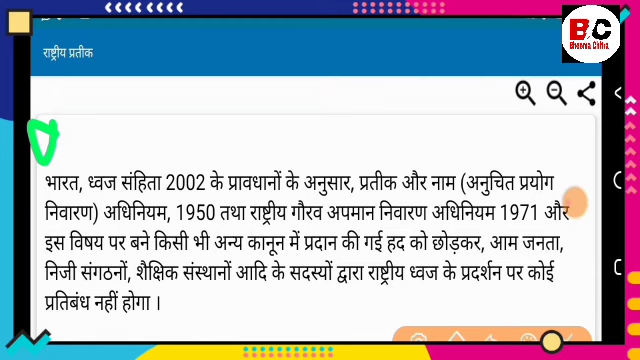 BC
Bheema Chitra
राष्ट्रीय प्रतीक
भारत, ध्वज संहिता 2002 के प्रावधानों के अनुसार, प्रतीक और नाम (अनुचित प्रयोग
निवारण) अधिनियम, 1950 तथा राष्ट्रीय गौरव अपमान निवारण अधिनियम 1971 और
इस विषय पर बने किसी भी अन्य कानून में प्रदान की गई हद को छोड़कर, आम जनता,
निजी संगठनों, शैक्षिक संस्थानों आदि के सदस्यों द्वारा राष्ट्रीय ध्वज के प्रदर्शन पर कोई
प्रतिबंध नहीं होगा ।